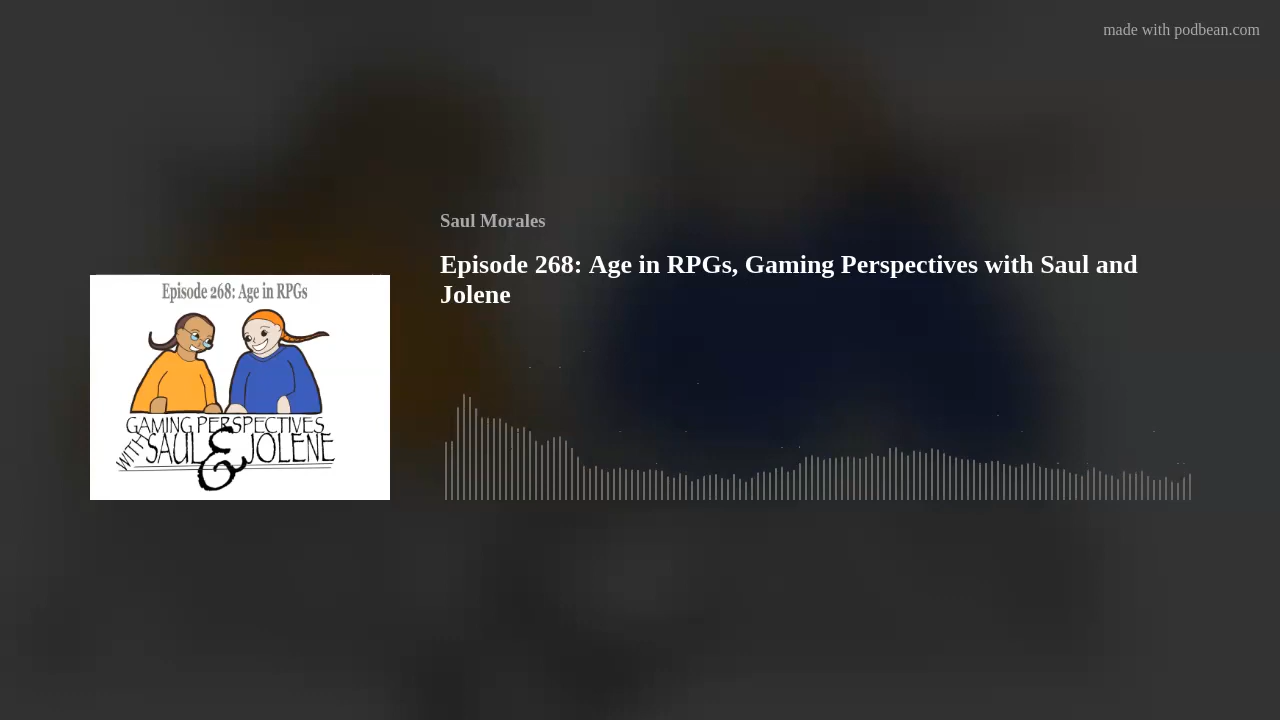 made with podbean.com
Saul Morales
Episode 268: Age in RPGs, Gaming Perspectives with Saul and
Jolene
Episode 268: Age in RPGs
GAMING PERSPECTIVES
WITH SAUL & JOLENE